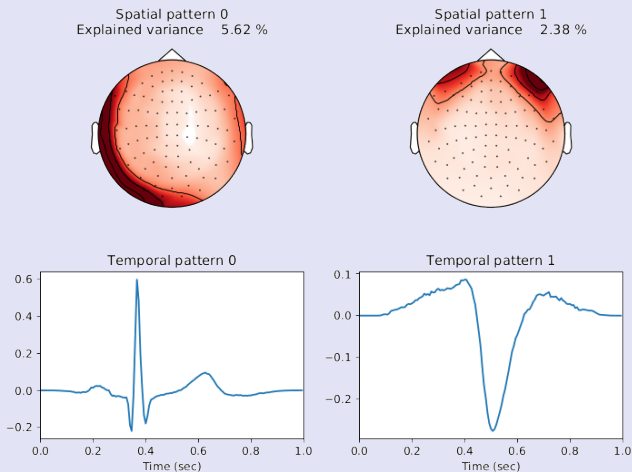 Spatial pattern 0
Explained variance 5.62 %
Spatial pattern 1
Explained variance 2.38 %
Temporal pattern 0
0.6
0.4
0.2
0.0
−0.2
0.0 0.2 0.4 0.6 0.8 1.0
Time (sec)
Temporal pattern 1
0.1
0.0
−0.1
−0.2
0.0 0.2 0.4 0.6 0.8 1.0
Time (sec)